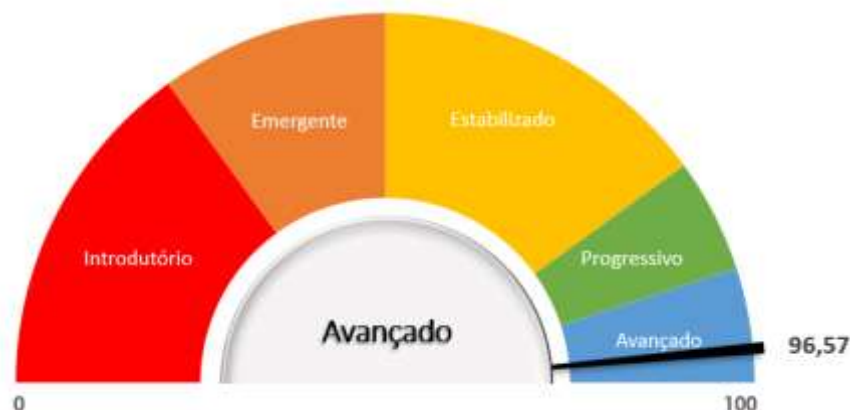 Emergente
Estabilizado
Introdutório
Progressivo
Avançado
Avançado
96,57
0
100